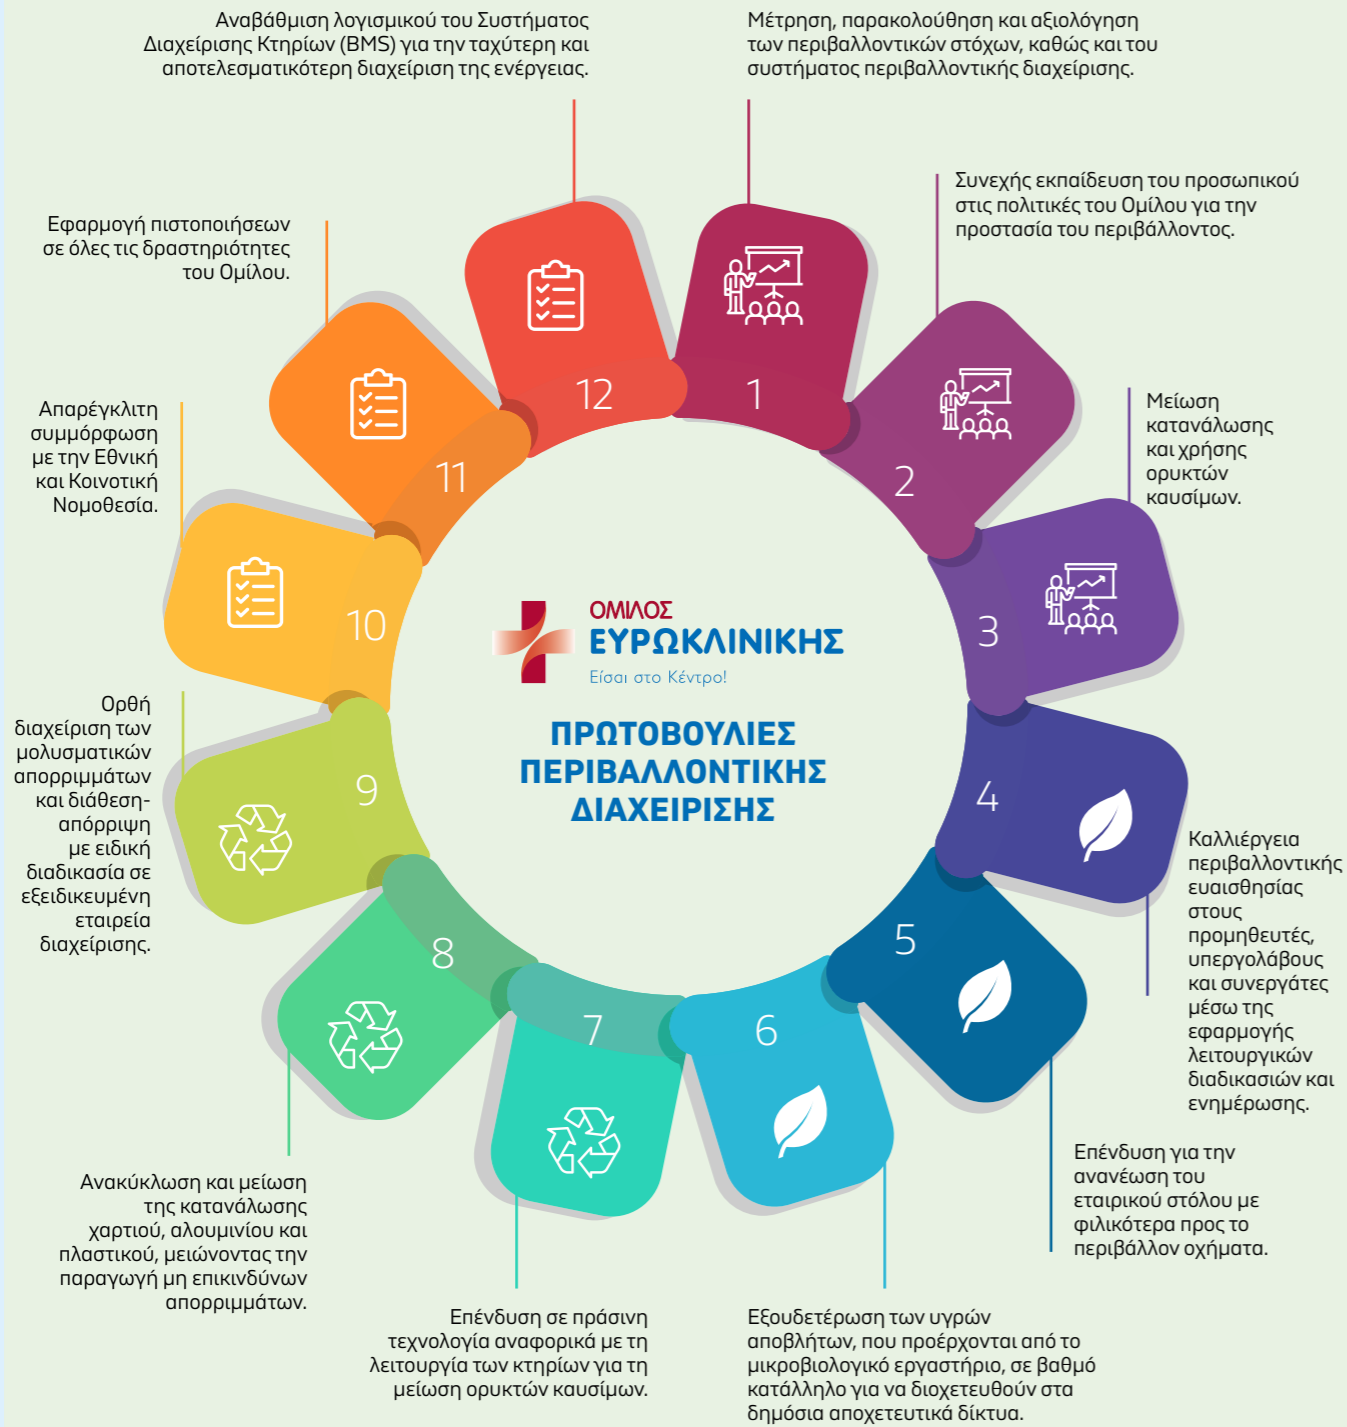 Αναβάθμιση λογισμικού του Συστήματος
Διαχείρισης Κτηρίων (BMS) για την ταχύτερη και
αποτελεσματικότερη διαχείριση της ενέργειας.
Μέτρηση, παρακολούθηση και αξιολόγηση
των περιβαλλοντικών στόχων, καθώς και του
συστήματος περιβαλλοντικής διαχείρισης.
Συνεχής εκπαίδευση του προσωπικού
στις πολιτικές του Ομίλου για την
προστασία του περιβάλλοντος.
Εφαρμογή πιστοποιήσεων
σε όλες τις δραστηριότητες
του Ομίλου.
Απαρέγκλιτη
συμμόρφωση
με την Εθνική
και Κοινοτική
Νομοθεσία.
Μείωση
κατανάλωσης
και χρήσης
ορυκτών
καυσίμων.
12
1
11
2
10
3
9
4
8
5
7
6
ΟΜΙΛΟΣ
ΕΥΡΩΚΛΙΝΙΚΗΣ
Είσαι στο Κέντρο!
ΠΡΩΤΟΒΟΥΛΙΕΣ
ΠΕΡΙΒΑΛΛΟΝΤΙΚΗΣ
ΔΙΑΧΕΙΡΙΣΗΣ
Ορθή
διαχείριση των
μολυσματικών
απορριμμάτων
και διάθεση-
απόρριψη
με ειδική
διαδικασία σε
εξειδικευμένη
εταιρεία
διαχείρισης.
Καλλιέργεια
περιβαλλοντικής
ευαισθησίας
στους
προμηθευτές,
υπεργολάβους
και συνεργάτες
μέσω της
εφαρμογής
λειτουργικών
διαδικασιών και
ενημέρωσης.
Επένδυση για την
ανανέωση του
εταιρικού στόλου με
φιλικότερα προς το
περιβάλλον οχήματα.
Ανακύκλωση και μείωση
της κατανάλωσης
χαρτιού, αλουμινίου και
πλαστικού, μειώνοντας την
παραγωγή μη επικινδύνων
απορριμμάτων.
Επένδυση σε πράσινη
τεχνολογία αναφορικά με τη
λειτουργία των κτηρίων για τη
μείωση ορυκτών καυσίμων.
Εξουδετέρωση των υγρών
αποβλήτων, που προέρχονται από το
μικροβιολογικό εργαστήριο, σε βαθμό
κατάλληλο για να διοχετευθούν στα
δημόσια αποχετευτικά δίκτυα.